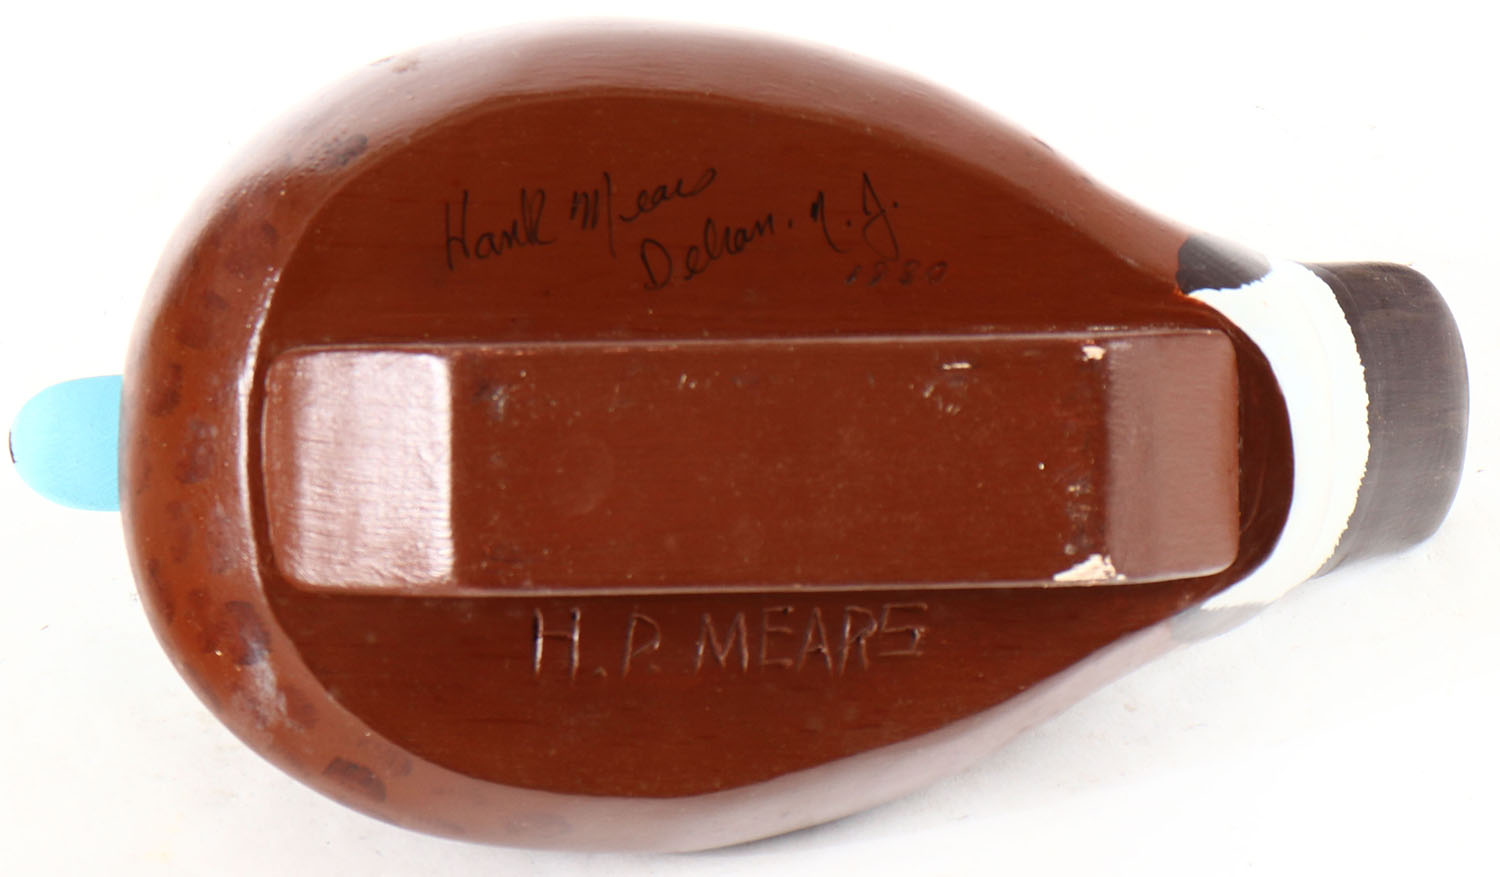 Hank Mears
Delran. N.J.
1980
H.P. MEARS